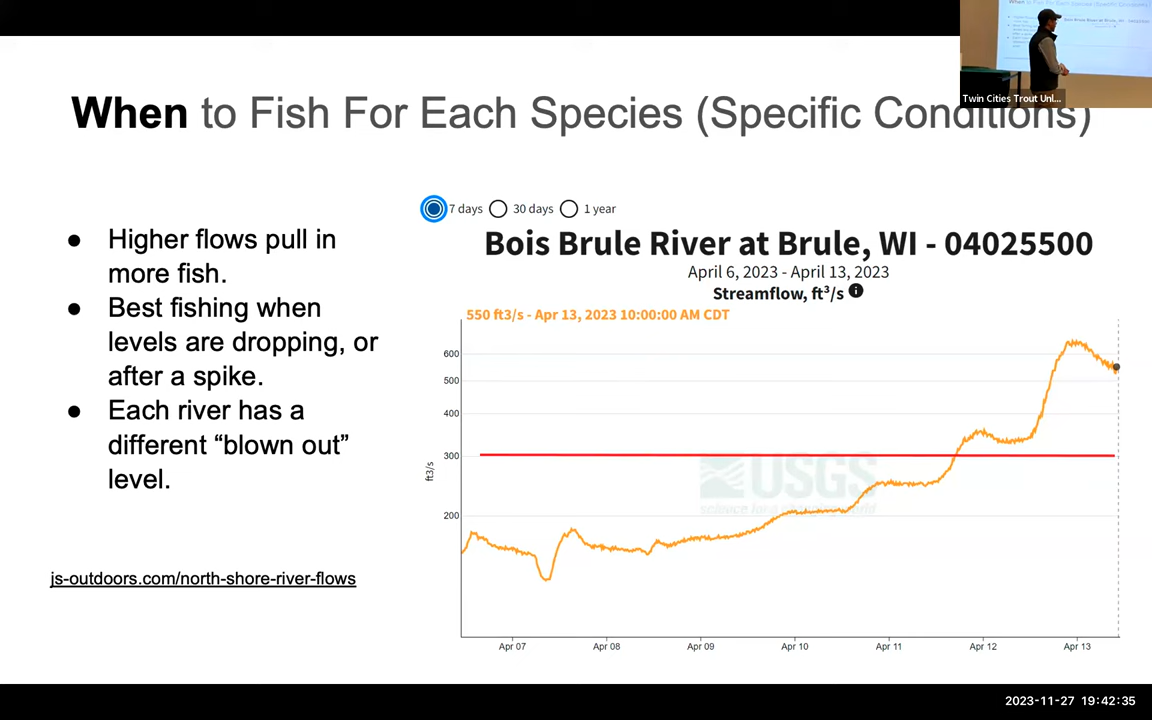 Twin Cities Trout Unl...
When to Fish For Each Species (Specific Conditions)
● Higher flows pull in
more fish.
● Best fishing when
levels are dropping, or
after a spike.
● Each river has a
different “blown out”
level.
js-outdoors.com/north-shore-river-flows
7 days 30 days 1 year
Bois Brule River at Brule, WI - 04025500
April 6, 2023 - April 13, 2023
Streamflow, ft³/s i
550 ft3/s - Apr 13, 2023 10:00:00 AM CDT
600
500
400
300
200
ft3/s
USGS
Apr 07 Apr 08 Apr 09 Apr 10 Apr 11 Apr 12 Apr 13
2023-11-27 19:42:35